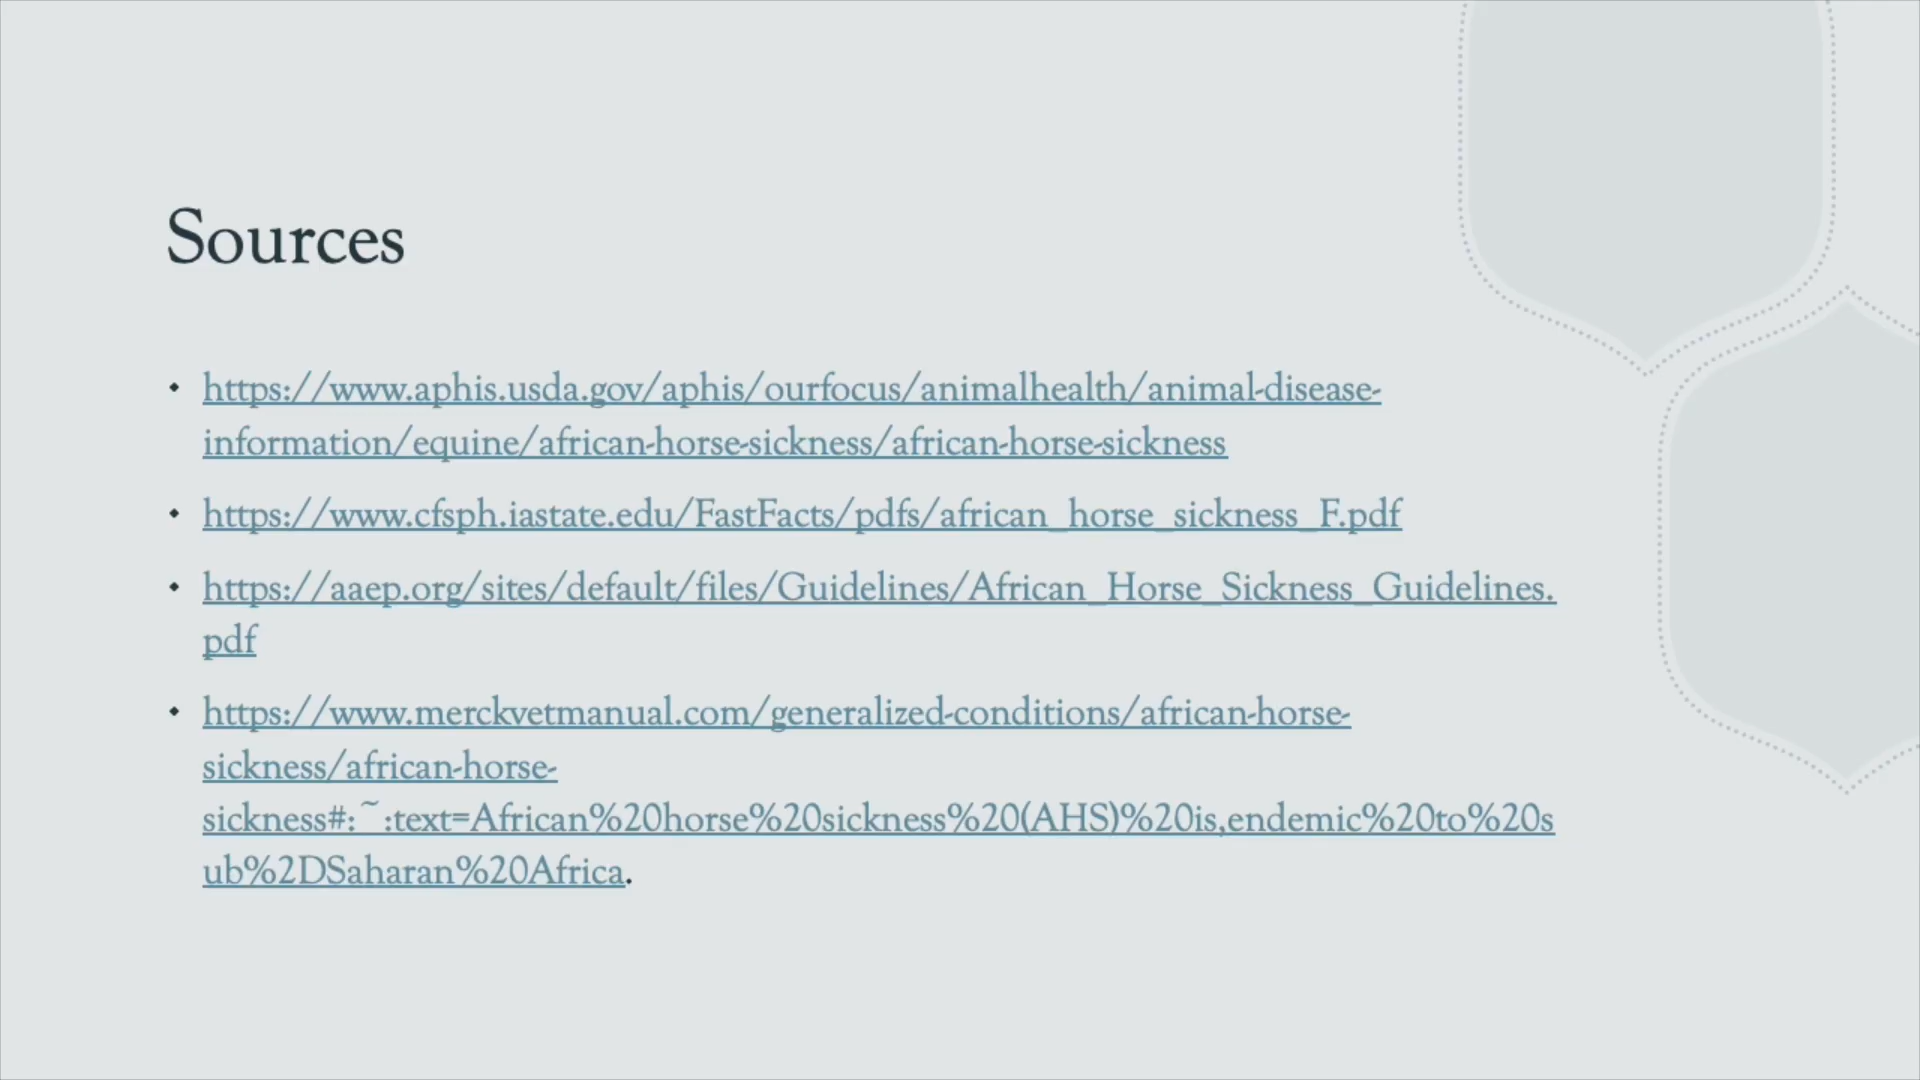 Sources
https://www.aphis.usda.gov/aphis/ourfocus/animalhealth/animal-disease-
information/equine/african-horse-sickness/african-horse-sickness
https://www.cfsph.iastate.edu/FastFacts/pdfs/african_horse_sickness_F.pdf
https://aaep.org/sites/default/files/Guidelines/African_Horse_Sickness_Guidelines.
pdf
https://www.merckvetmanual.com/generalized-conditions/african-horse-
sickness/african-horse-
sickness#:~:text=African%20horse%20sickness%20(AHS)%20is,endemic%20to%20s
ub%2DSaharan%20Africa.